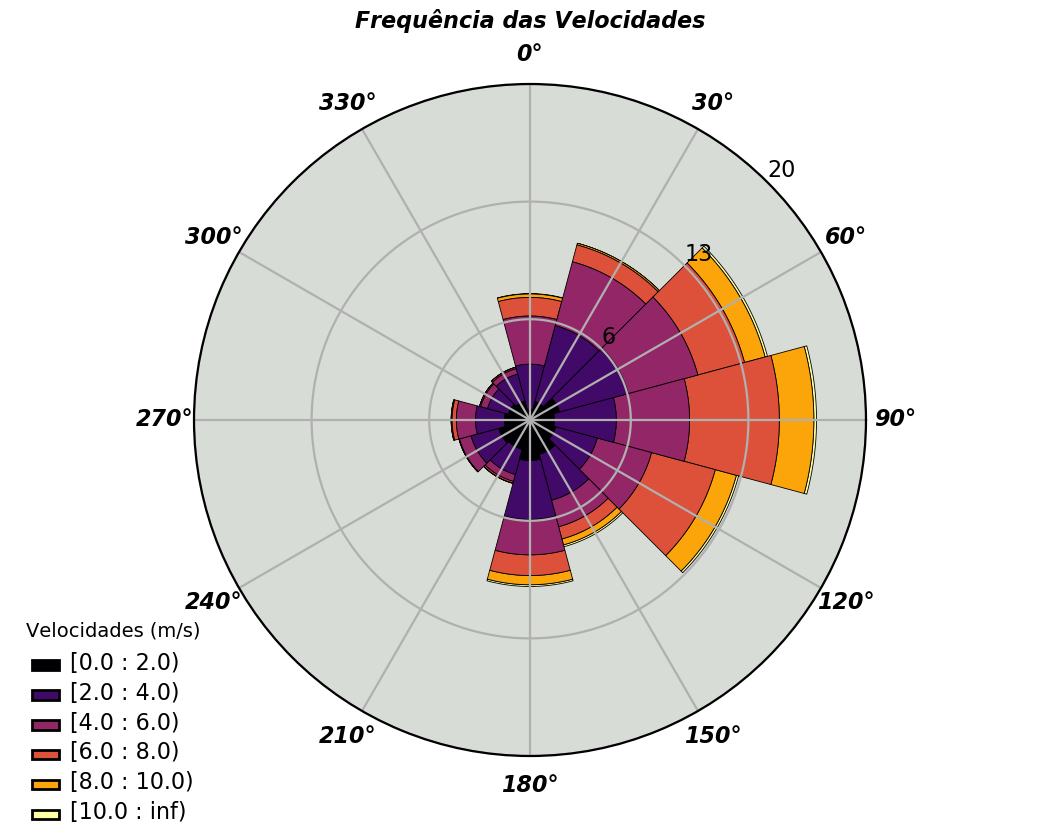 Frequência das Velocidades
0°
330°
30°
20
300°
60°
13
6
270°
90°
240°
120°
210°
150°
180°
Velocidades (m/s)
[0.0 : 2.0)
[2.0 : 4.0)
[4.0 : 6.0)
[6.0 : 8.0)
[8.0 : 10.0)
[10.0 : inf)